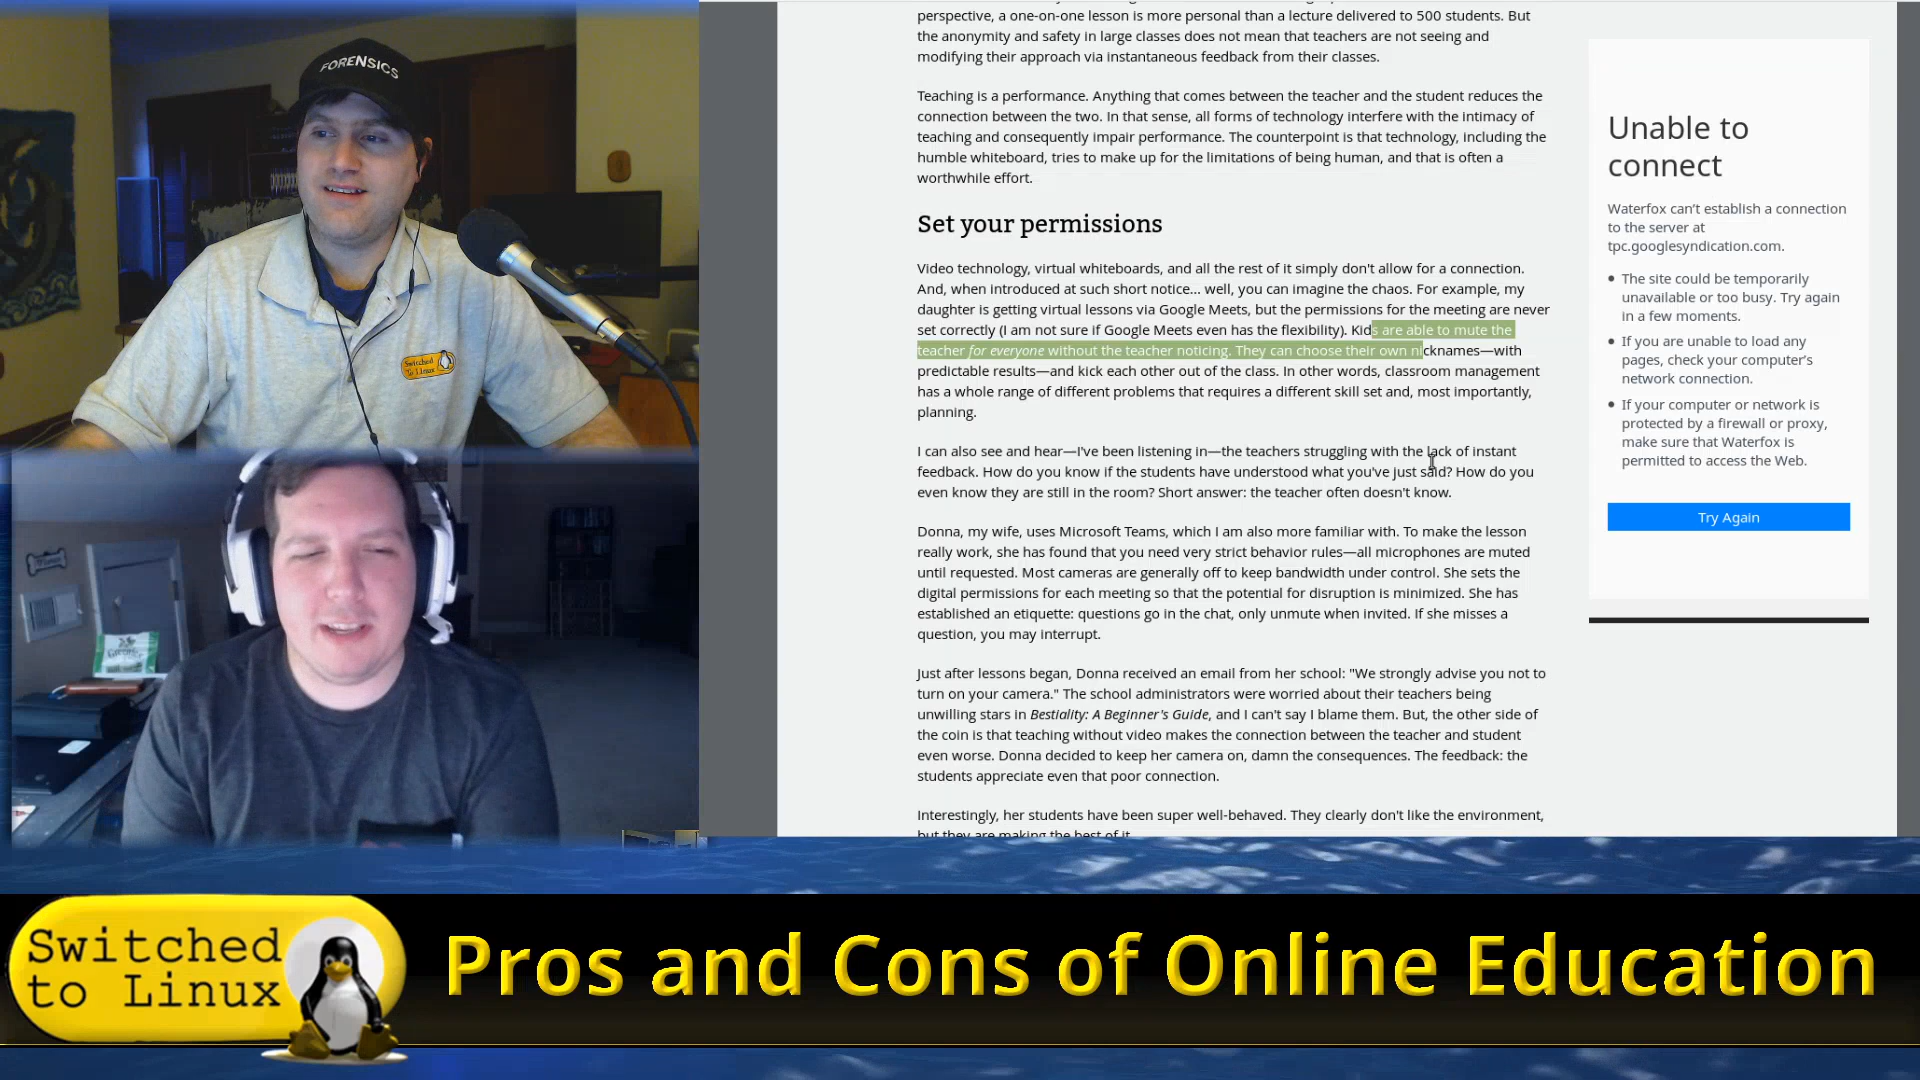 FORENSICS
Switched
To Linux
perspective, a one-on-one lesson is more personal than a lecture delivered to 500 students. But
the anonymity and safety in large classes does not mean that teachers are not seeing and
modifying their approach via instantaneous feedback from their classes.
Teaching is a performance. Anything that comes between the teacher and the student reduces the
connection between the two. In that sense, all forms of technology interfere with the intimacy of
teaching and consequently impair performance. The counterpoint is that technology, including the
humble whiteboard, tries to make up for the limitations of being human, and that is often a
worthwhile effort.
Set your permissions
Video technology, virtual whiteboards, and all the rest of it simply don't allow for a connection.
And, when introduced at such short notice... well, you can imagine the chaos. For example, my
daughter is getting virtual lessons via Google Meets, but the permissions for the meeting are never
set correctly (I am not sure if Google Meets even has the flexibility). Kids are able to mute the
teacher for everyone without the teacher noticing. They can choose their own nicknames—with
predictable results—and kick each other out of the class. In other words, classroom management
has a whole range of different problems that requires a different skill set and, most importantly,
planning.
I can also see and hear—I've been listening in—the teachers struggling with the lack of instant
feedback. How do you know if the students have understood what you've just said? How do you
even know they are still in the room? Short answer: the teacher often doesn't know.
Donna, my wife, uses Microsoft Teams, which I am also more familiar with. To make the lesson
really work, she has found that you need very strict behavior rules—all microphones are muted
until requested. Most cameras are generally off to keep bandwidth under control. She sets the
digital permissions for each meeting so that the potential for disruption is minimized. She has
established an etiquette: questions go in the chat, only unmute when invited. If she misses a
question, you may interrupt.
Just after lessons began, Donna received an email from her school: "We strongly advise you not to
turn on your camera." The school administrators were worried about their teachers being
unwilling stars in Bestiality: A Beginner's Guide, and I can't say I blame them. But, the other side of
the coin is that teaching without video makes the connection between the teacher and student
even worse. Donna decided to keep her camera on, damn the consequences. The feedback: the
students appreciate even that poor connection.
Interestingly, her students have been super well-behaved. They clearly don't like the environment,
but they are making the best of it.
Unable to
connect
Waterfox can't establish a connection
to the server at
tpc.googlesyndication.com.
The site could be temporarily
unavailable or too busy. Try again
in a few moments.
If you are unable to load any
pages, check your computer's
network connection.
If your computer or network is
protected by a firewall or proxy,
make sure that Waterfox is
permitted to access the Web.
Try Again
Greenies
Switched
to Linux
Pros and Cons of Online Education